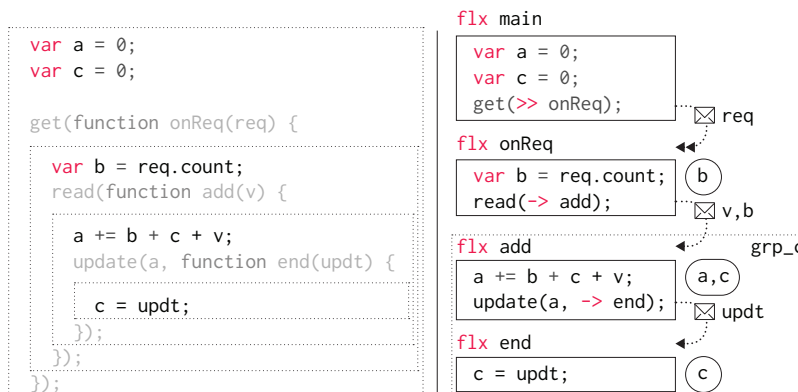 var a = 0;
var c = 0;
get(function onReq(req) {
var b = req.count;
read(function add(v) {
a += b + c + v;
update(a, function end(updt) {
c = updt;
});
});
});
flx main
var a = 0;
var c = 0;
get(>> onReq);
req
flx onReq
var b = req.count;
read(-> add);
b
v,b
flx add
grp_c
a += b + c + v;
update(a, -> end);
a,c
updt
flx end
c = updt;
c